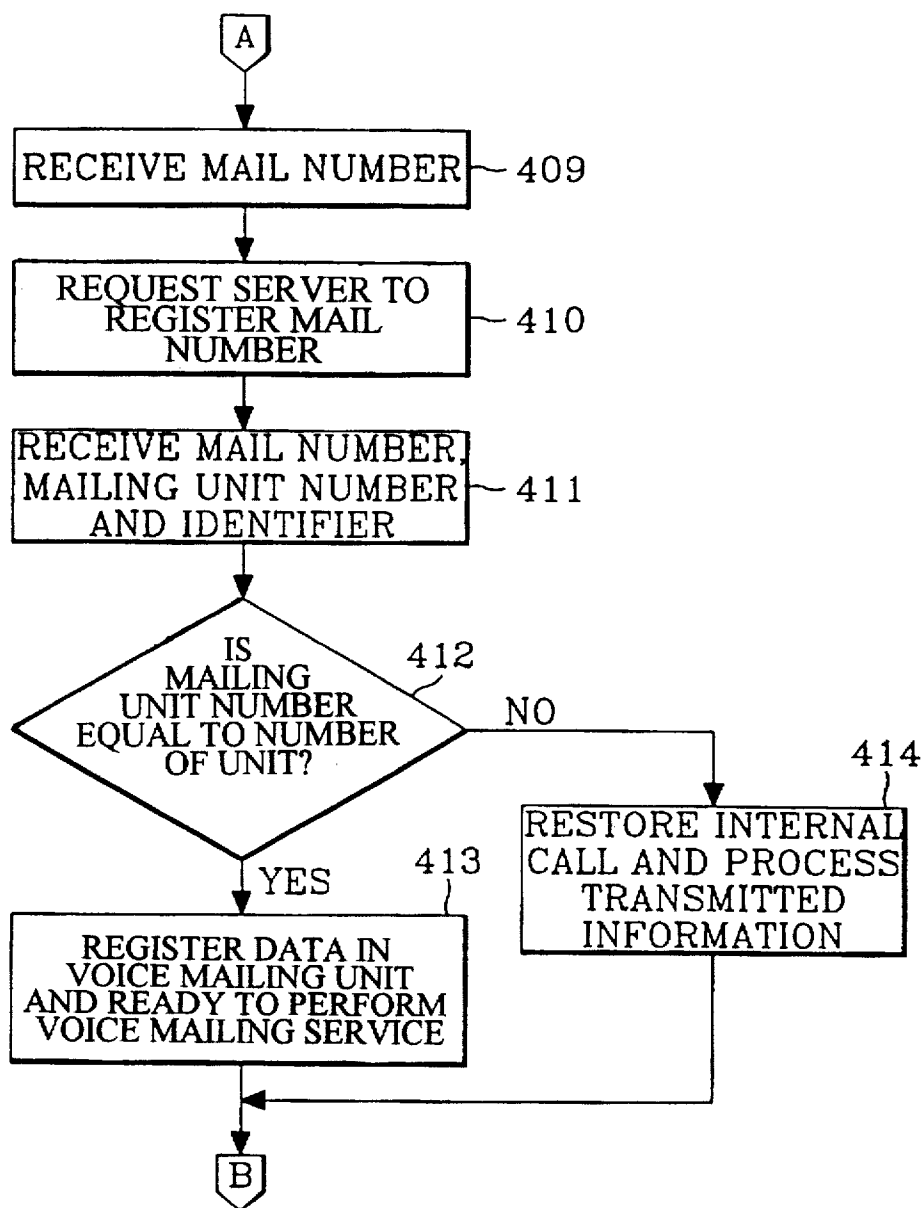 A
RECEIVE MAIL NUMBER
409
REQUEST SERVER TO
REGISTER MAIL
NUMBER
410
RECEIVE MAIL NUMBER,
MAILING UNIT NUMBER
AND IDENTIFIER
411
IS
MAILING
UNIT NUMBER
EQUAL TO NUMBER
OF UNIT?
412
NO
YES
413
REGISTER DATA IN
VOICE MAILING UNIT
AND READY TO PERFORM
VOICE MAILING SERVICE
414
RESTORE INTERNAL
CALL AND PROCESS
TRANSMITTED
INFORMATION
B